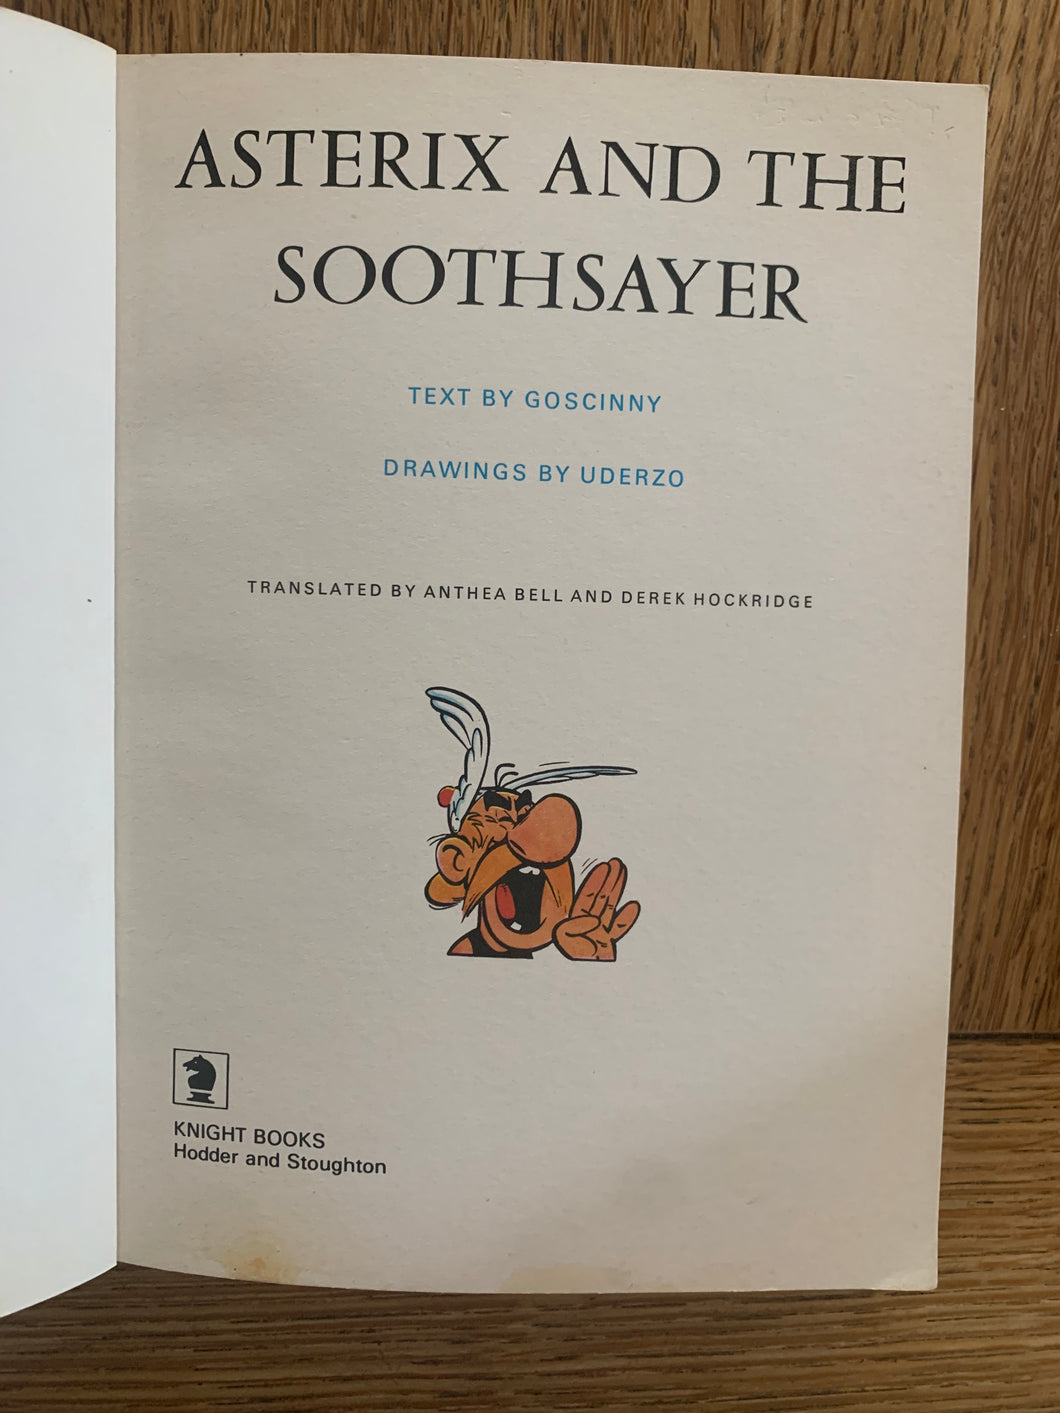 ASTERIX AND THE
SOOTHSAYER
TEXT BY GOSCINNY
DRAWINGS BY UDERZO
TRANSLATED BY ANTHEA BELL AND DEREK HOCKRIDGE
KNIGHT BOOKS
Hodder and Stoughton